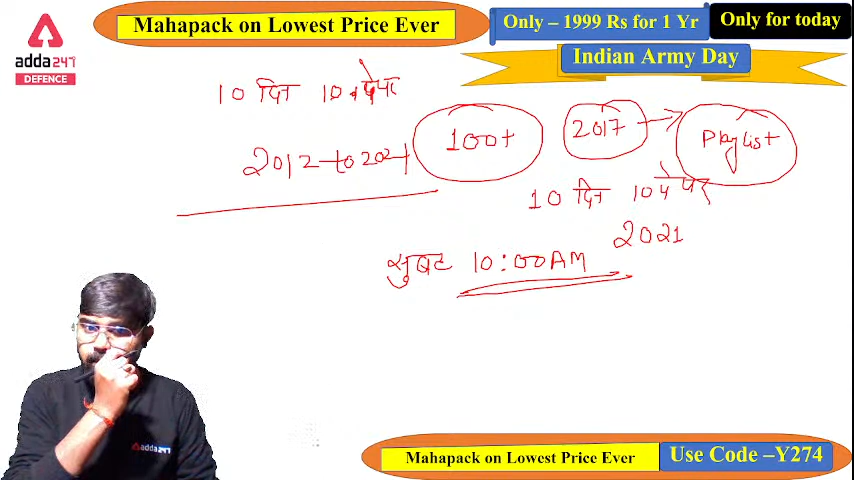 Mahapack on Lowest Price Ever
Only – 1999 Rs for 1 Yr
Only for today
Indian Army Day
adda247
DEFENCE
10 दिन 10 पेपर
2012 to 2021
100+
2017
Playlist
10 दिन 10 पेपर
2021
सुबह 10:00AM
adda247
Mahapack on Lowest Price Ever
Use Code –Y274